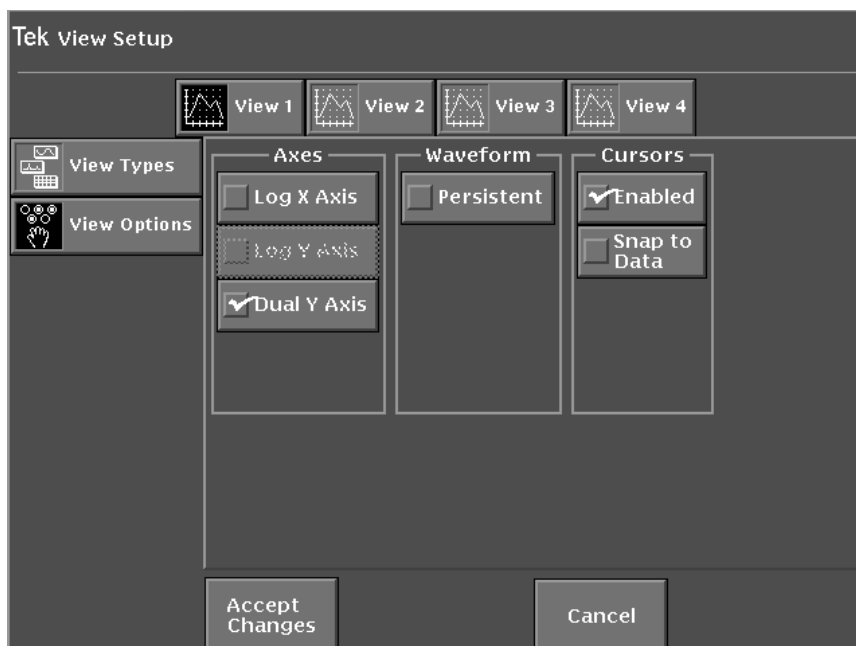 Tek View Setup
View 1 View 2 View 3 View 4
View Types
View Options
Axes
Log X Axis
Log Y Axis
Dual Y Axis
Waveform
Persistent
Cursors
Enabled
Snap to
Data
Accept
Changes
Cancel